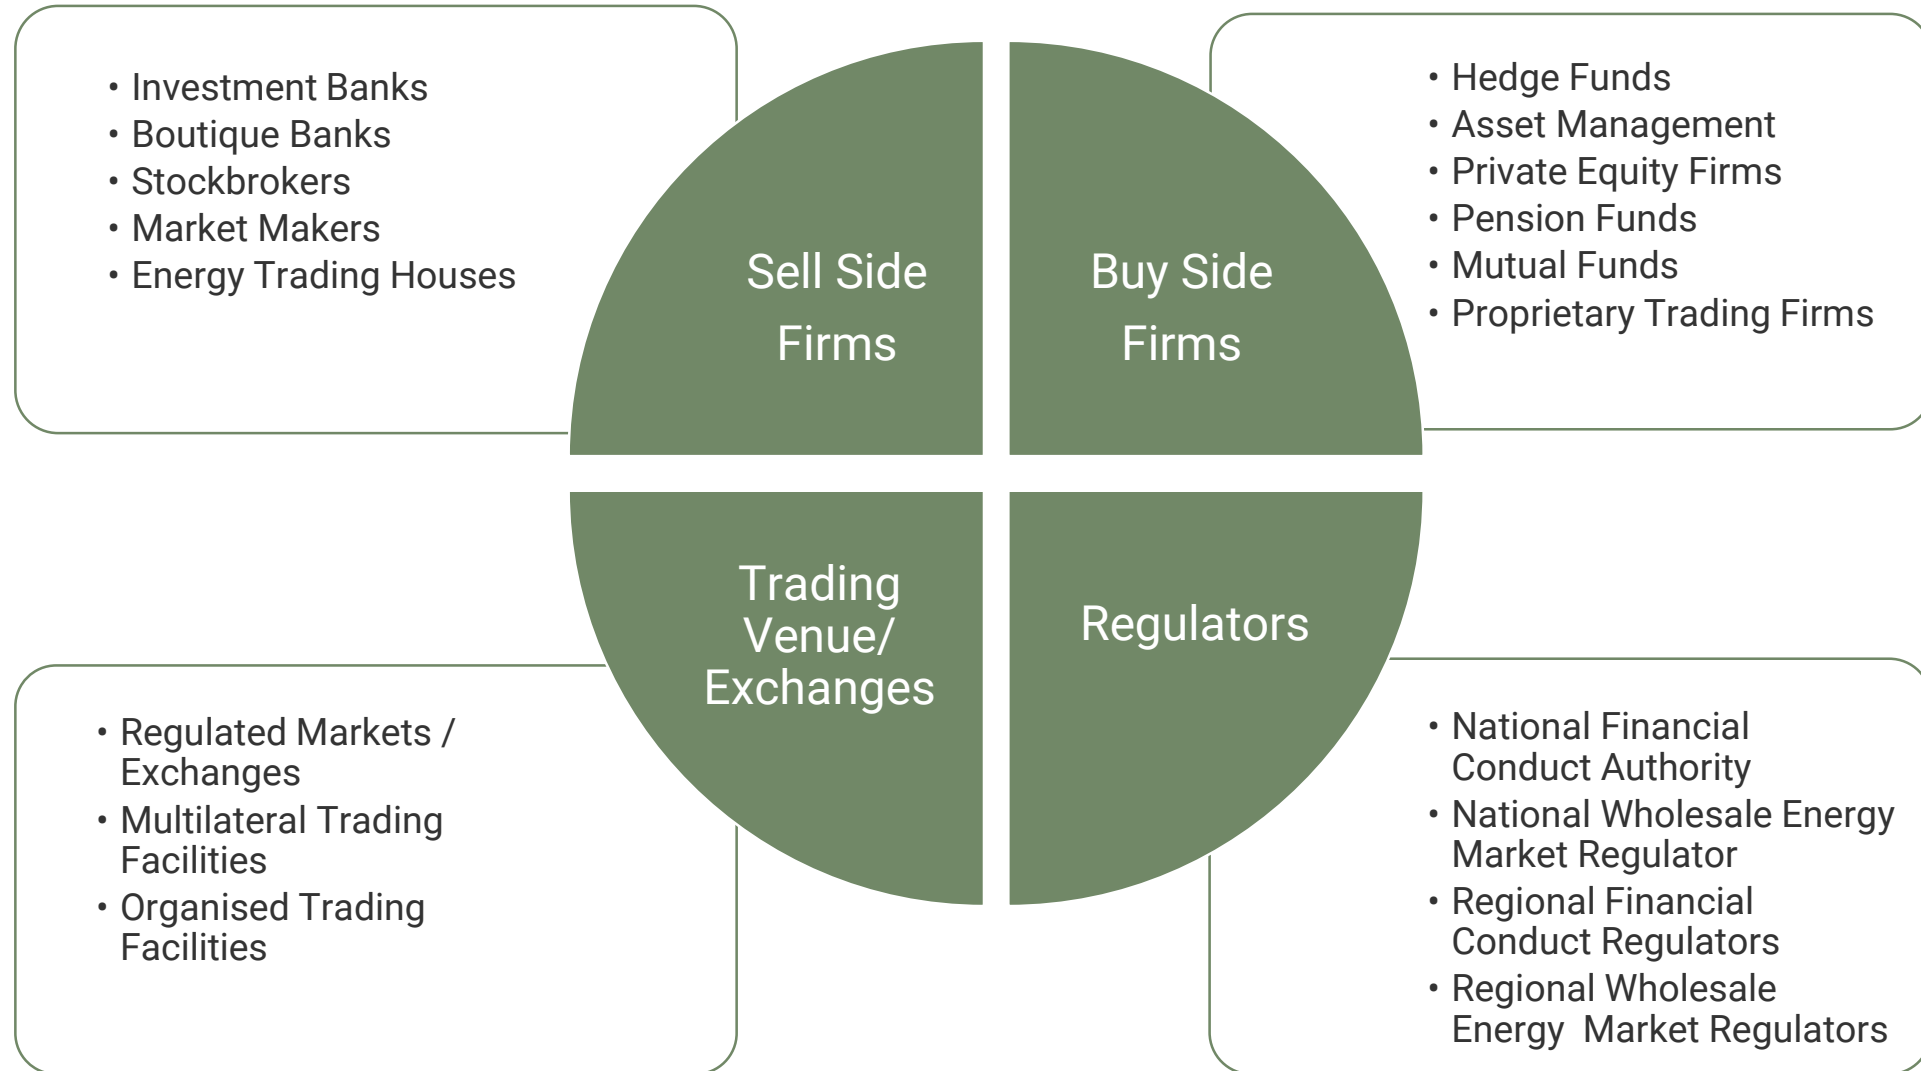 • Investment Banks
• Boutique Banks
• Stockbrokers
• Market Makers
• Energy Trading Houses
Sell Side
Firms
Buy Side
Firms
• Hedge Funds
• Asset Management
• Private Equity Firms
• Pension Funds
• Mutual Funds
• Proprietary Trading Firms
Trading
Venue/
Exchanges
Regulators
• Regulated Markets /
Exchanges
• Multilateral Trading
Facilities
• Organised Trading
Facilities
• National Financial
Conduct Authority
• National Wholesale Energy
Market Regulator
• Regional Financial
Conduct Regulators
• Regional Wholesale
Energy  Market Regulators